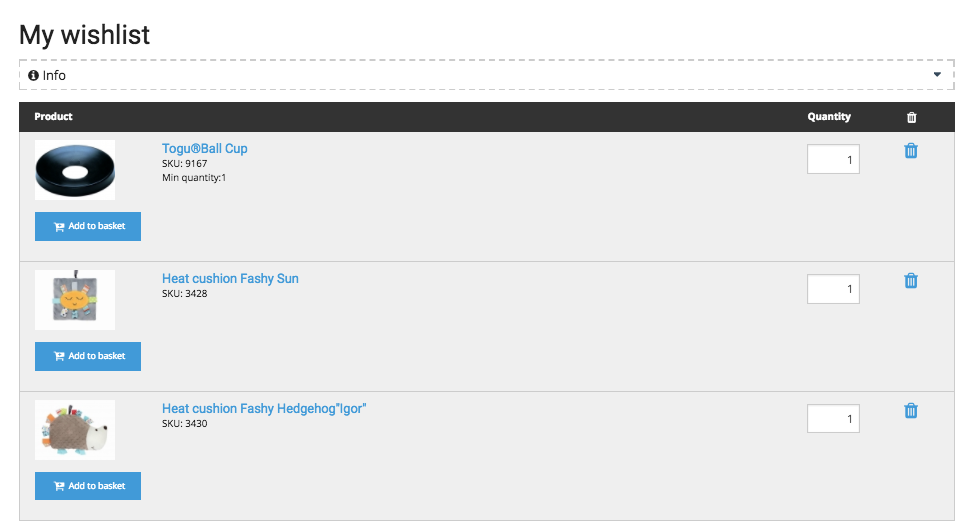 My wishlist
Info
Product Quantity
Togu®Ball Cup
SKU: 9167
Min quantity:1
1
Add to basket
Heat cushion Fashy Sun
SKU: 3428
1
Add to basket
Heat cushion Fashy Hedgehog"Igor"
SKU: 3430
1
Add to basket